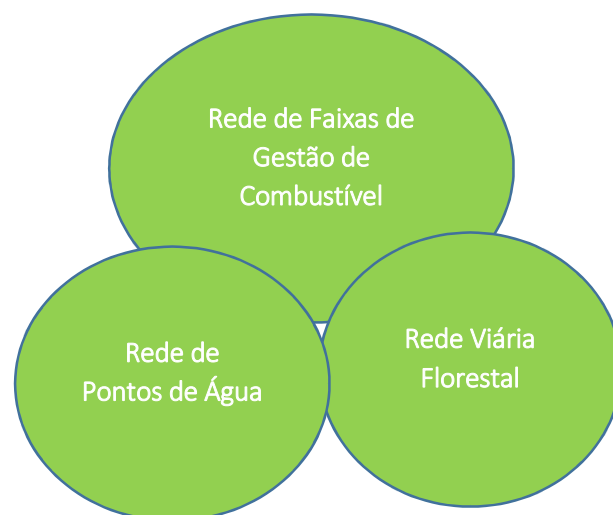 Rede de Faixas de
Gestão de
Combustível
Rede de
Pontos de Água
Rede Viária
Florestal